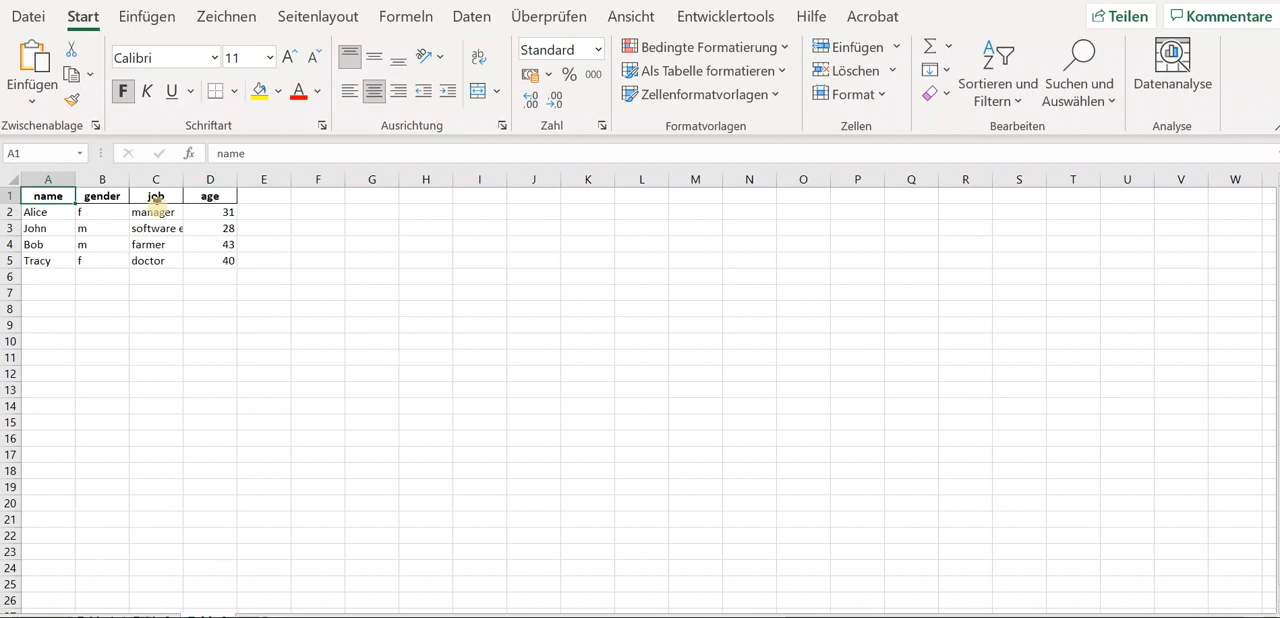 Datei Start Einfügen Zeichnen Seitenlayout Formeln Daten Überprüfen Ansicht Entwicklertools Hilfe Acrobat Teilen Kommentare
Einfügen
Calibri 11
F K U A
Standard
% 000
Bedingte Formatierung
Als Tabelle formatieren
Zellenformatvorlagen
Einfügen
Löschen
Format
Sortieren und Filtern
Suchen und Auswählen
Datenanalyse
Zwischenablage Schriftart Ausrichtung Zahl Formatvorlagen Zellen Bearbeiten Analyse
A1 fx name
A B C D E F G H I J K L M N O P Q R S T U V W
1 name gender job age
2 Alice f manager 31
3 John m software e 28
4 Bob m farmer 43
5 Tracy f doctor 40
6
7
8
9
10
11
12
13
14
15
16
17
18
19
20
21
22
23
24
25
26